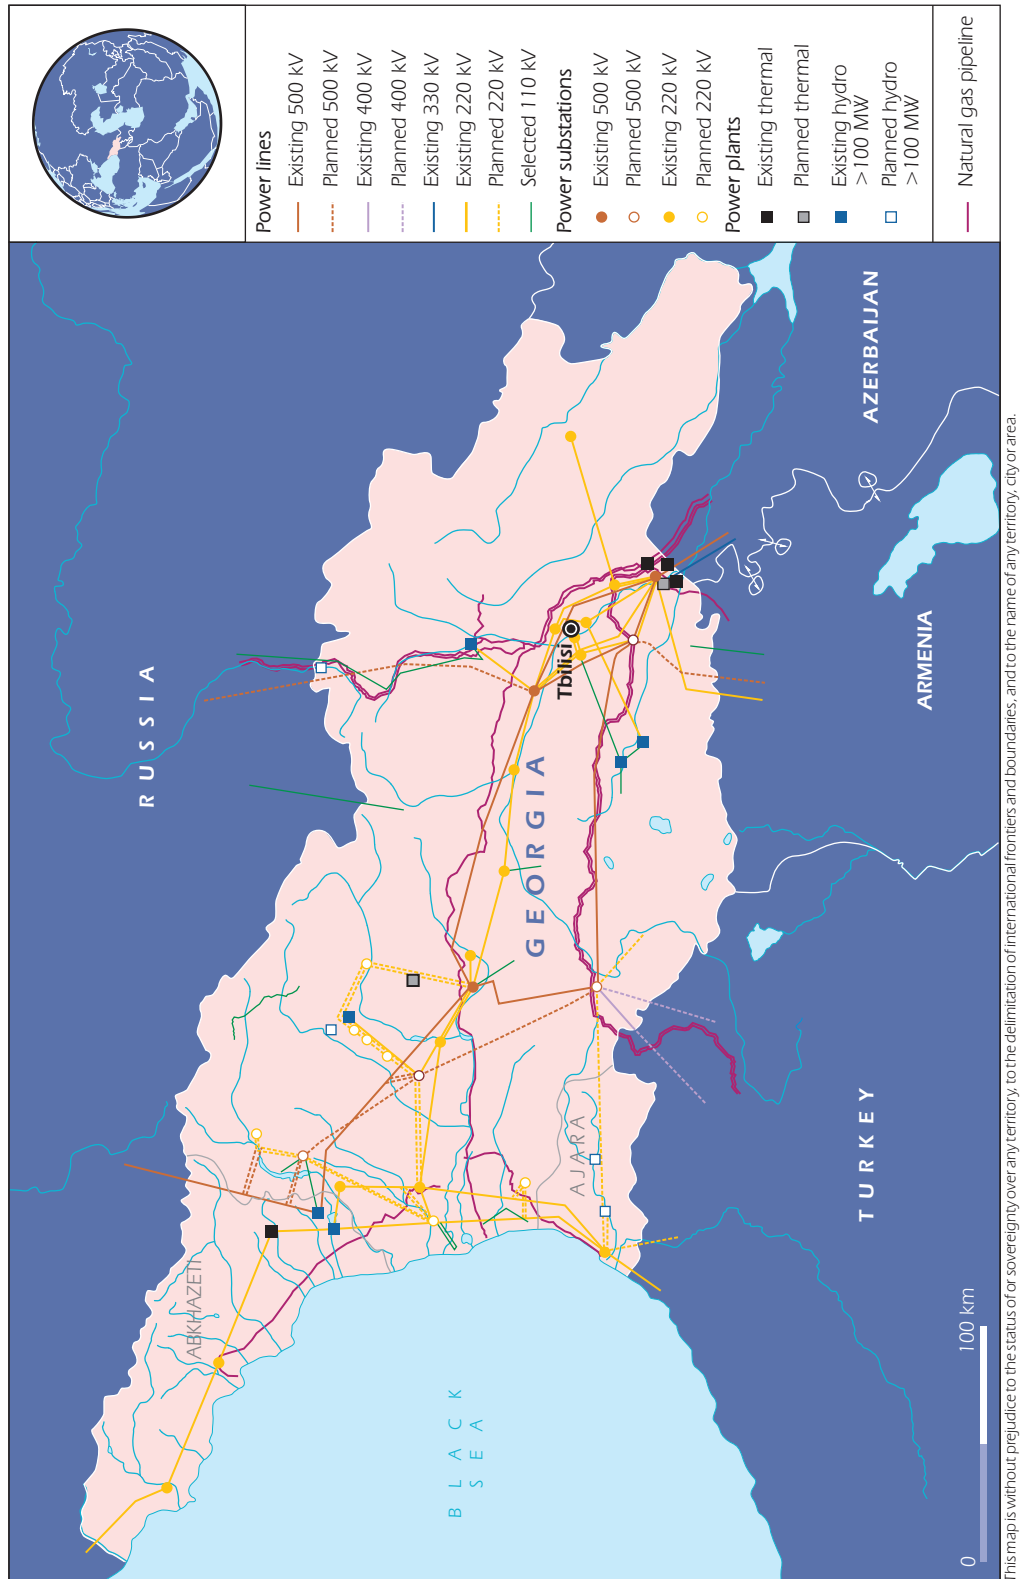 Power lines
Existing 500 kV
Planned 500 kV
Existing 400 kV
Planned 400 kV
Existing 330 kV
Existing 220 kV
Planned 220 kV
Selected 110 kV
Power substations
Existing 500 kV
Planned 500 kV
Existing 220 kV
Planned 220 kV
Power plants
Existing thermal
Planned thermal
Existing hydro
> 100 MW
Planned hydro
> 100 MW
Natural gas pipeline
RUSSIA
ABKHAZETI
GEORGIA
Tbilisi
BLACK
SEA
AJARA
TURKEY
ARMENIA
AZERBAIJAN
0
100 km
This map is without prejudice to the status of or sovereignty over any territory, to the delimitation of international frontiers and boundaries, and to the name of any territory, city or area.